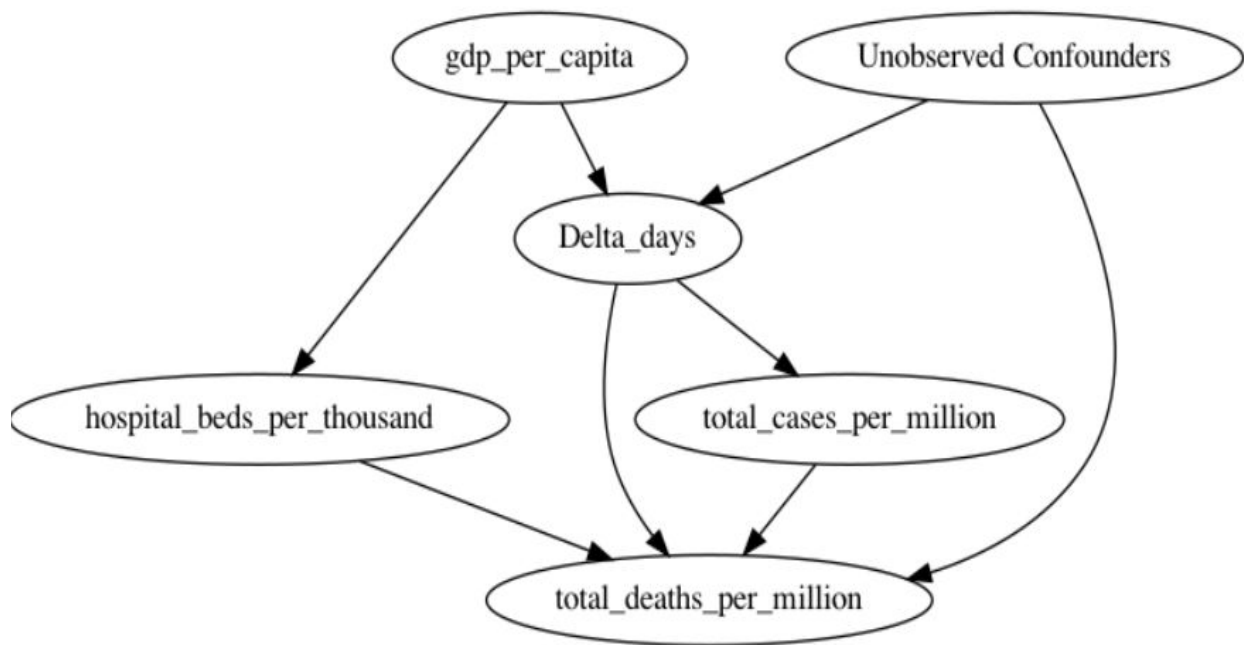 gdp_per_capita
Unobserved Confounders
Delta_days
hospital_beds_per_thousand
total_cases_per_million
total_deaths_per_million